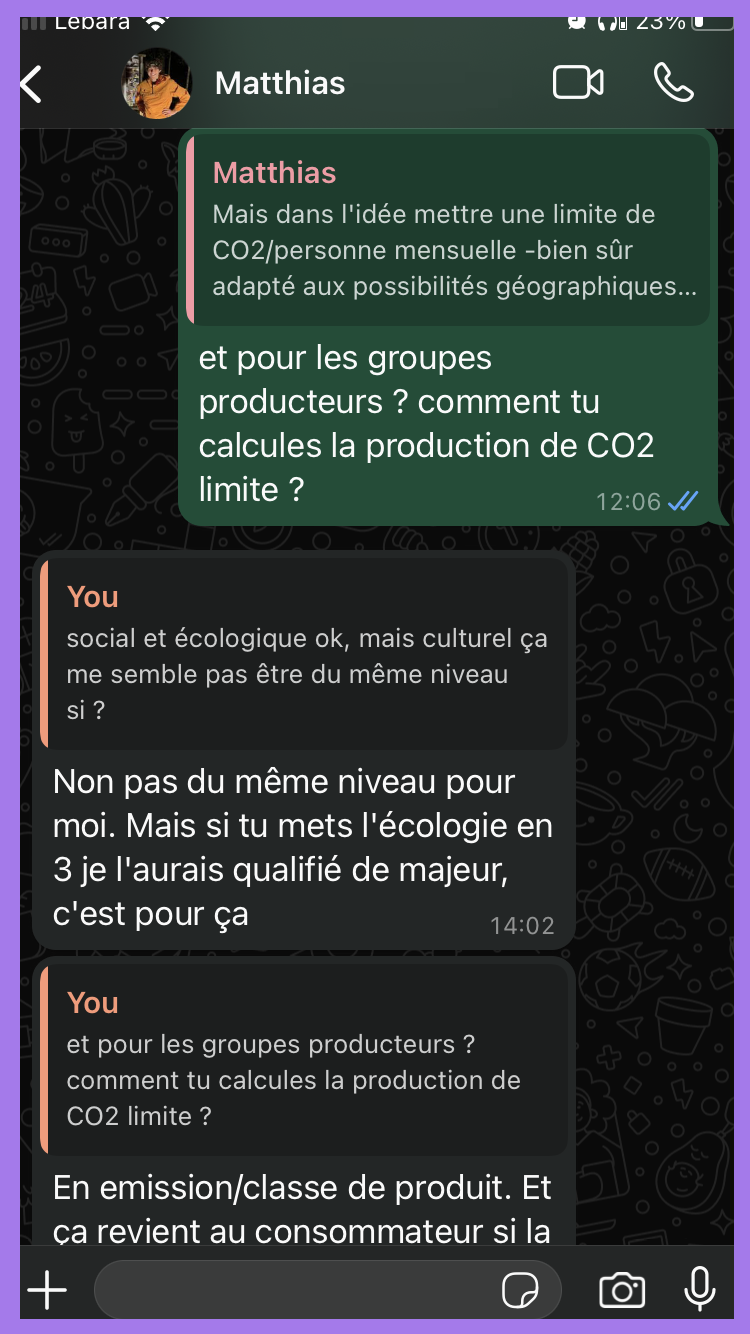 Lebara
23%
Matthias
Matthias
Mais dans l'idée mettre une limite de
CO2/personne mensuelle -bien sûr
adapté aux possibilités géographiques...
et pour les groupes
producteurs ? comment tu
calcules la production de CO2
limite ?
12:06
You
social et écologique ok, mais culturel ça
me semble pas être du même niveau
si ?
Non pas du même niveau pour
moi. Mais si tu mets l'écologie en
3 je l'aurais qualifié de majeur,
c'est pour ça
14:02
You
et pour les groupes producteurs ?
comment tu calcules la production de
CO2 limite ?
En emission/classe de produit. Et
ça revient au consommateur si la